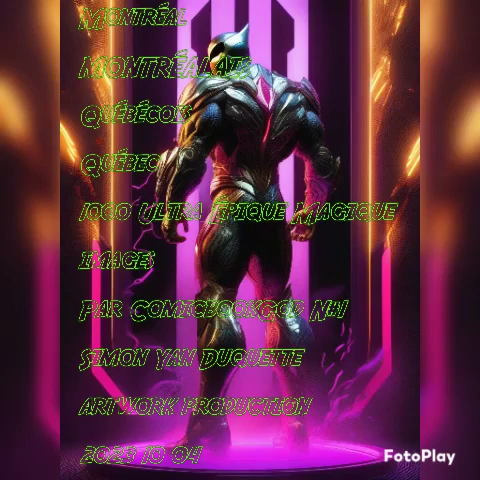 Montréal
Montréalais
Québécois
Québec
1000 Ultra Épique Magique
Images
Par ComicbookGod N#1
Simon Yan Duquette
Artwork Production
2023 10 04
FotoPlay